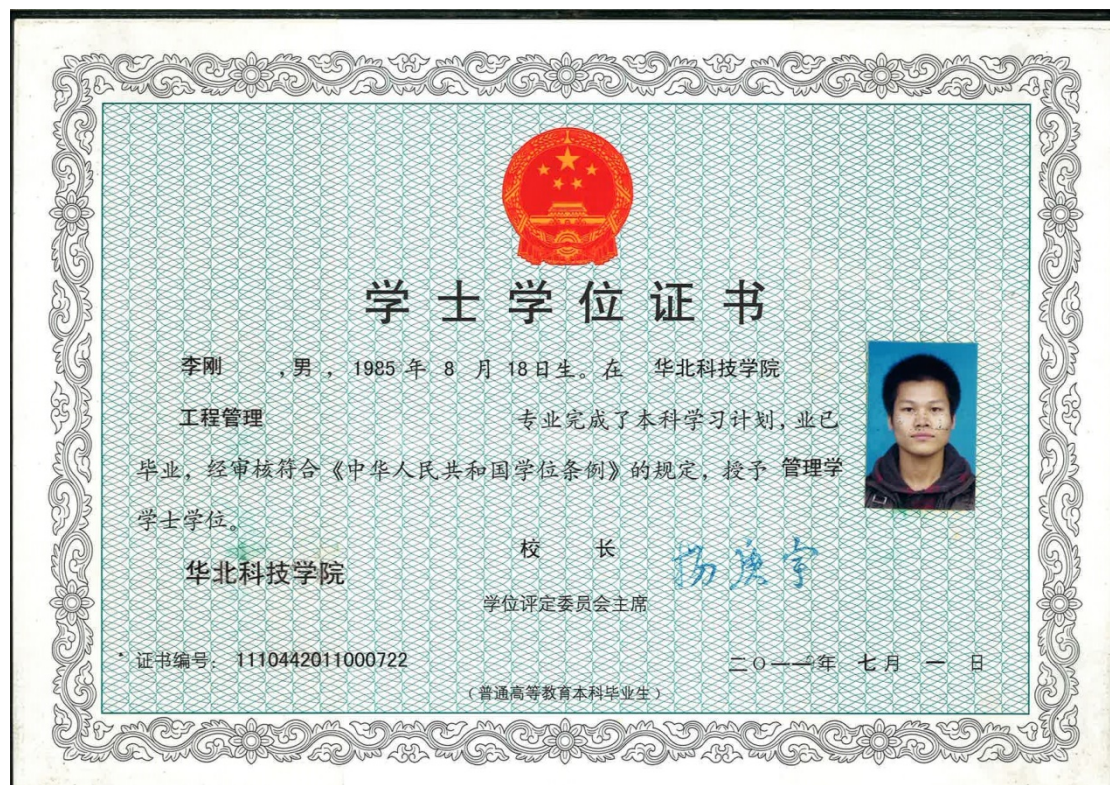 学士学位证书
李刚 ，男， 1985 年 8 月 18日生。在 华北科技学院
工程管理 专业完成了本科学习计划，业已
毕业，经审核符合《中华人民共和国学位条例》的规定，授予 管理学
学士学位。
华北科技学院
校 长
杨庚宇
学位评定委员会主席
证书编号：1110442011000722
二〇一一年 七月 一 日
（普通高等教育本科毕业生）